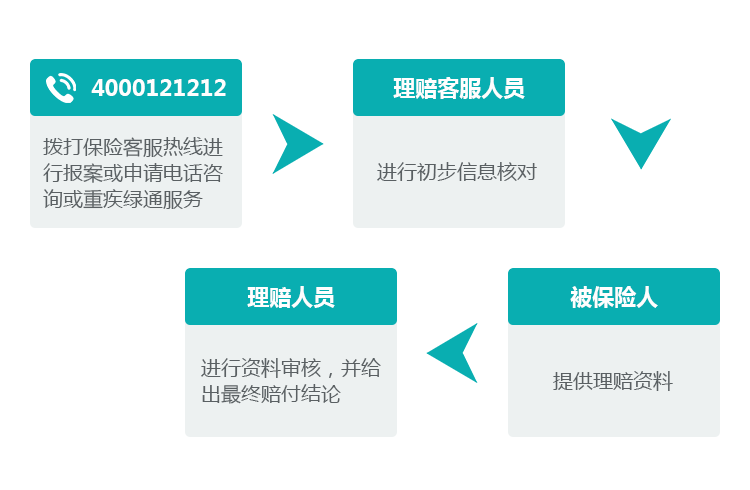 4000121212
拨打保险客服热线进
行报案或申请电话咨
询或重疾绿通服务
理赔客服人员
进行初步信息核对
被保险人
提供理赔资料
理赔人员
进行资料审核，并给
出最终赔付结论